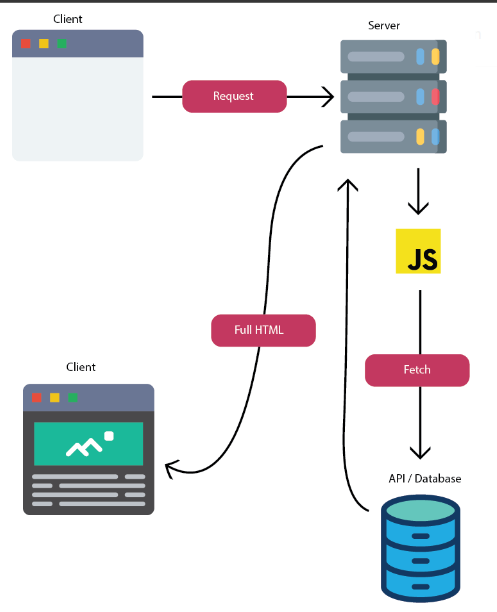 Client
Server
Request
JS
Full HTML
Client
Fetch
API / Database